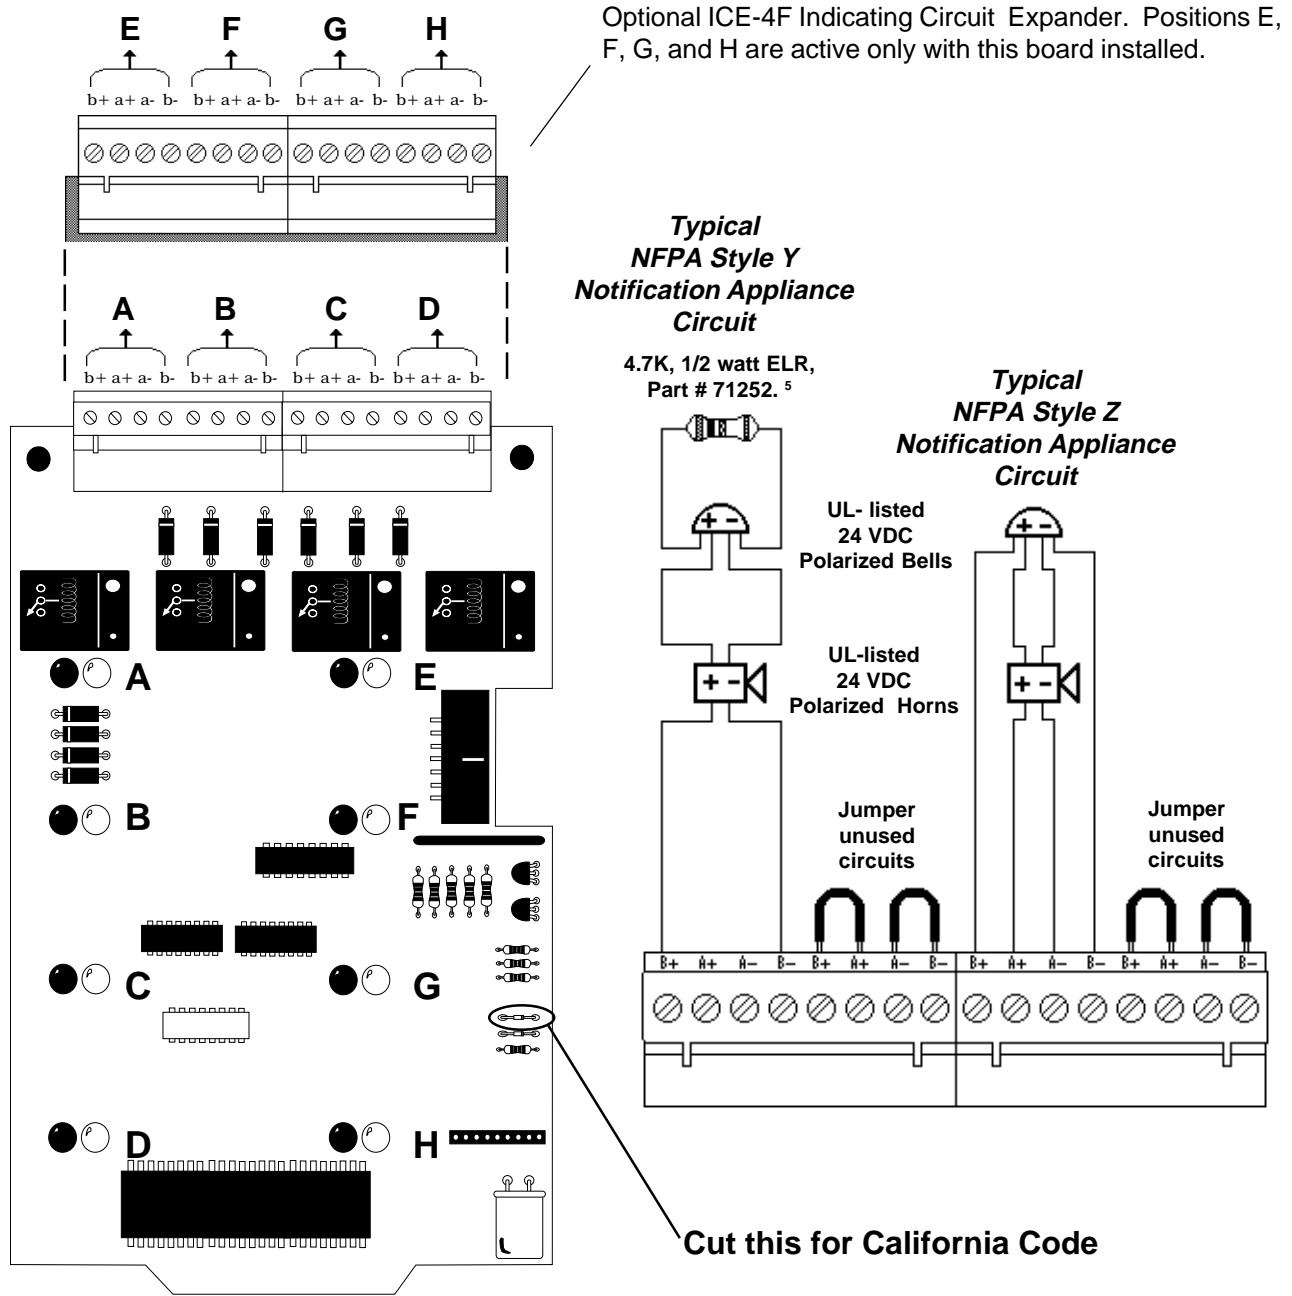 Optional ICE-4F Indicating Circuit Expander. Positions E,
F, G, and H are active only with this board installed.
E F G H
b+ a+ a- b- b+ a+ a- b- b+ a+ a- b- b+ a+ a- b-
A B C D
b+ a+ a- b- b+ a+ a- b- b+ a+ a- b- b+ a+ a- b-
Typical
NFPA Style Y
Notification Appliance
Circuit
4.7K, 1/2 watt ELR,
Part # 71252. 5
+ -
Typical
NFPA Style Z
Notification Appliance
Circuit
+ -
UL- listed
24 VDC
Polarized Bells
UL-listed
24 VDC
Polarized Horns
+ -
+ -
Jumper
unused
circuits
Jumper
unused
circuits
B+ A+ A- B- B+ A+ A- B- B+ A+ A- B- B+ A+ A- B-
A E
B F
C G
D H
Cut this for California Code